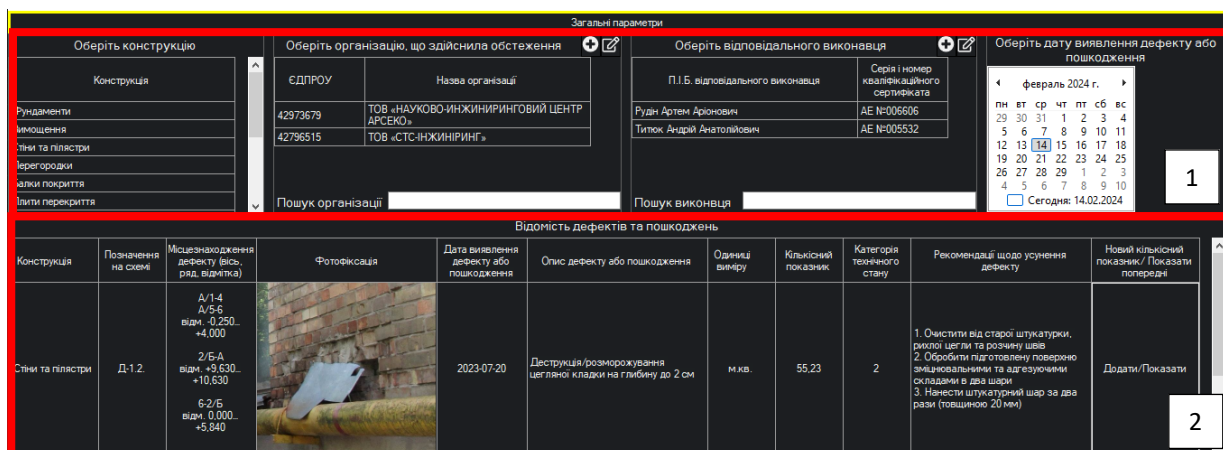 Загальні параметри
Оберіть конструкцію
Конструкція
Фундаменти
Вимощення
Стіни та пілястри
Перегородки
Балки покриття
Плити перекриття
Оберіть організацію, що здійснила обстеження
ЄДПРОУ
Назва організації
42973679
ТОВ «НАУКОВО-ИНЖИНИРИНГОВИЙ ЦЕНТР
АРСЕКО»
42796515
ТОВ «СТС-ІНЖИНІРИНГ»
Пошук організації
Оберіть відповідального виконавця
П.І.Б. відповідального виконавця
Серія і номер
кваліфікаційного
сертифіката
Рудін Артем Аріонович
АЕ №006606
Титюк Андрій Анатолійович
АЕ №005532
Пошук виконвця
Оберіть дату виявлення дефекту або
пошкодження
февраль 2024 г.
пн вт ср чт пт сб вс
29 30 31 1 2 3 4
5 6 7 8 9 10 11
12 13 14 15 16 17 18
19 20 21 22 23 24 25
26 27 28 29 1 2 3
4 5 6 7 8 9 10
Сегодня: 14.02.2024
1
Відомість дефектів та пошкоджень
Конструкція
Позначення
на схемі
Місцезнаходження
дефекту (вісь,
ряд, відмітка)
Фотофіксація
Дата виявлення
дефекту або
пошкодження
Опис дефекту або пошкодження
Одиниці
виміру
Кількісний
показник
Категорія
технічного
стану
Рекомендації щодо усунення
дефекту
Новий кількісний
показник/ Показати
попередні
Стіни та пілястри
Д-1.2.
А/1-4
А/5-6
відм. -0,250...
+4,000
2/Б-А
відм. +9,630...
+10,630
6-2/Б
відм. 0,000...
+5,840
2023-07-20
Деструкція/розморожування
цегляної кладки на глибину до 2 см
м.кв.
55,23
2
1. Очистити від старої штукатурки,
рихлої цегли та розчину швів
2. Обробити підготовлену поверхню
зміцнювальними та адгезуючими
складами в два шари
3. Нанести штукатурний шар за два
рази (товщиною 20 мм)
Додати/Показати
2